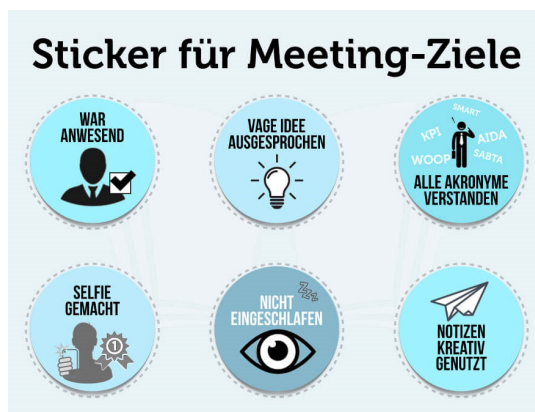 Sticker für Meeting-Ziele
WAR
ANWESEND
VAGE IDEE
AUSGESPROCHEN
SMART
KPI
AIDA
WOOP
SABTA
ALLE AKRONYME
VERSTANDEN
SELFIE
GEMACHT
1
ZZZ
NICHT
EINGESCHLAFEN
NOTIZEN
KREATIV
GENUTZT